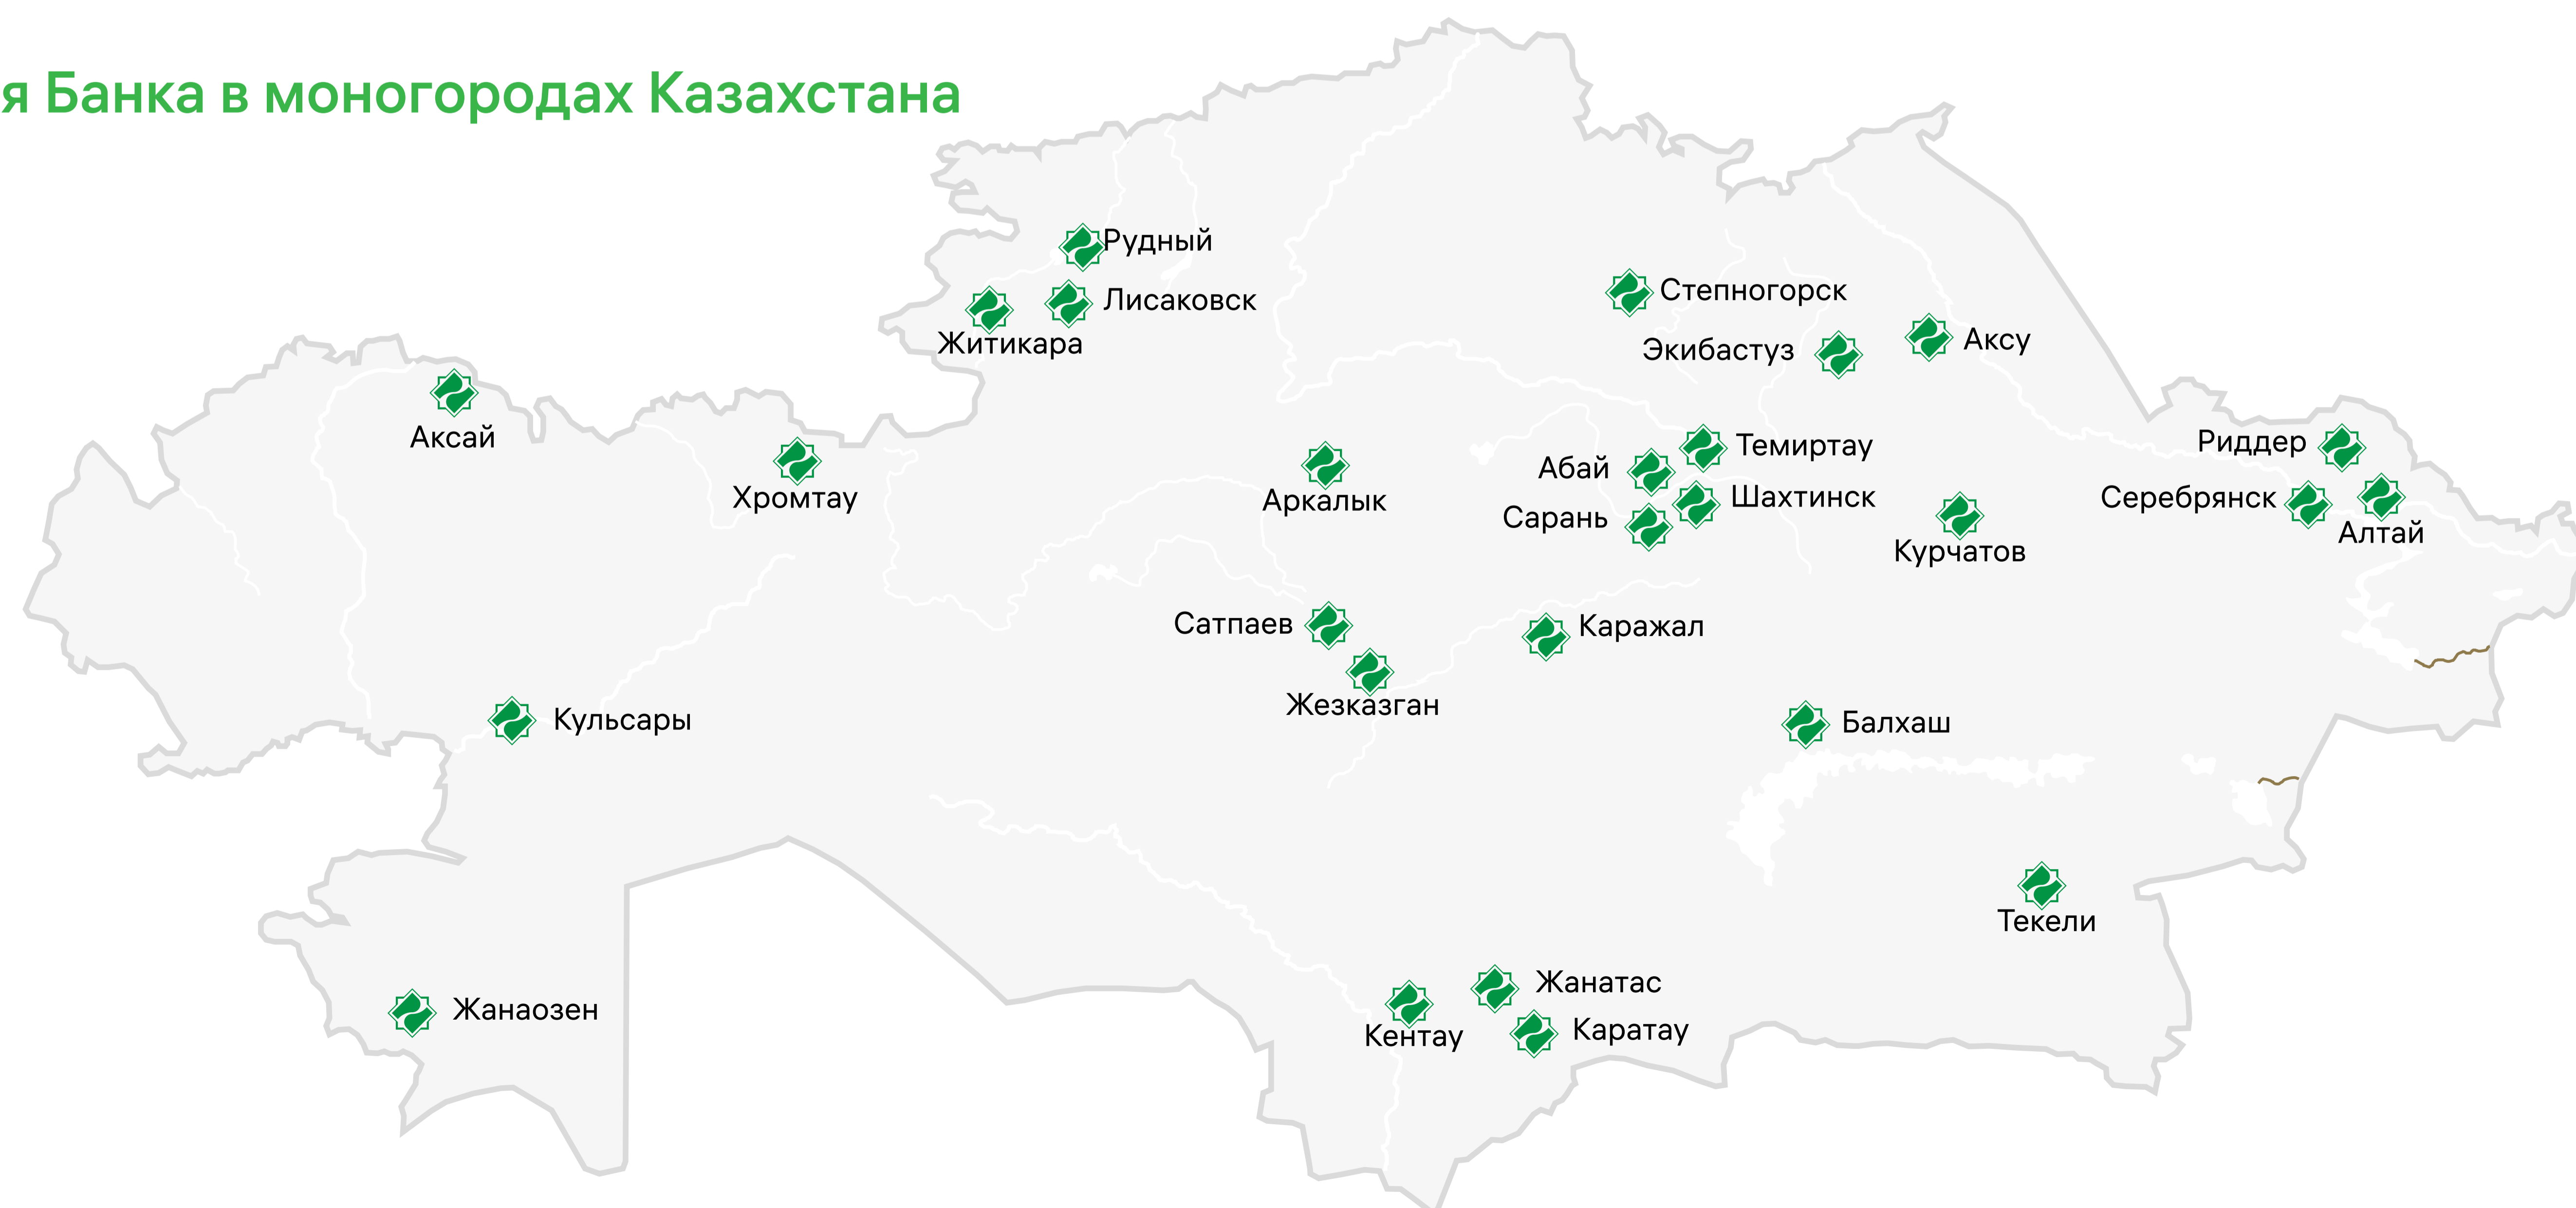 я Банка в моногородах Казахстана
Рудный
Лисаковск
Житикара
Степногорск
Экибастуз
Аксу
Аксай
Хромтау
Аркалык
Абай
Темиртау
Шахтинск
Сарань
Курчатов
Риддер
Серебрянск
Алтай
Сатпаев
Каражал
Жезказган
Кульсары
Балхаш
Текели
Жанаозен
Жанатас
Кентау
Каратау